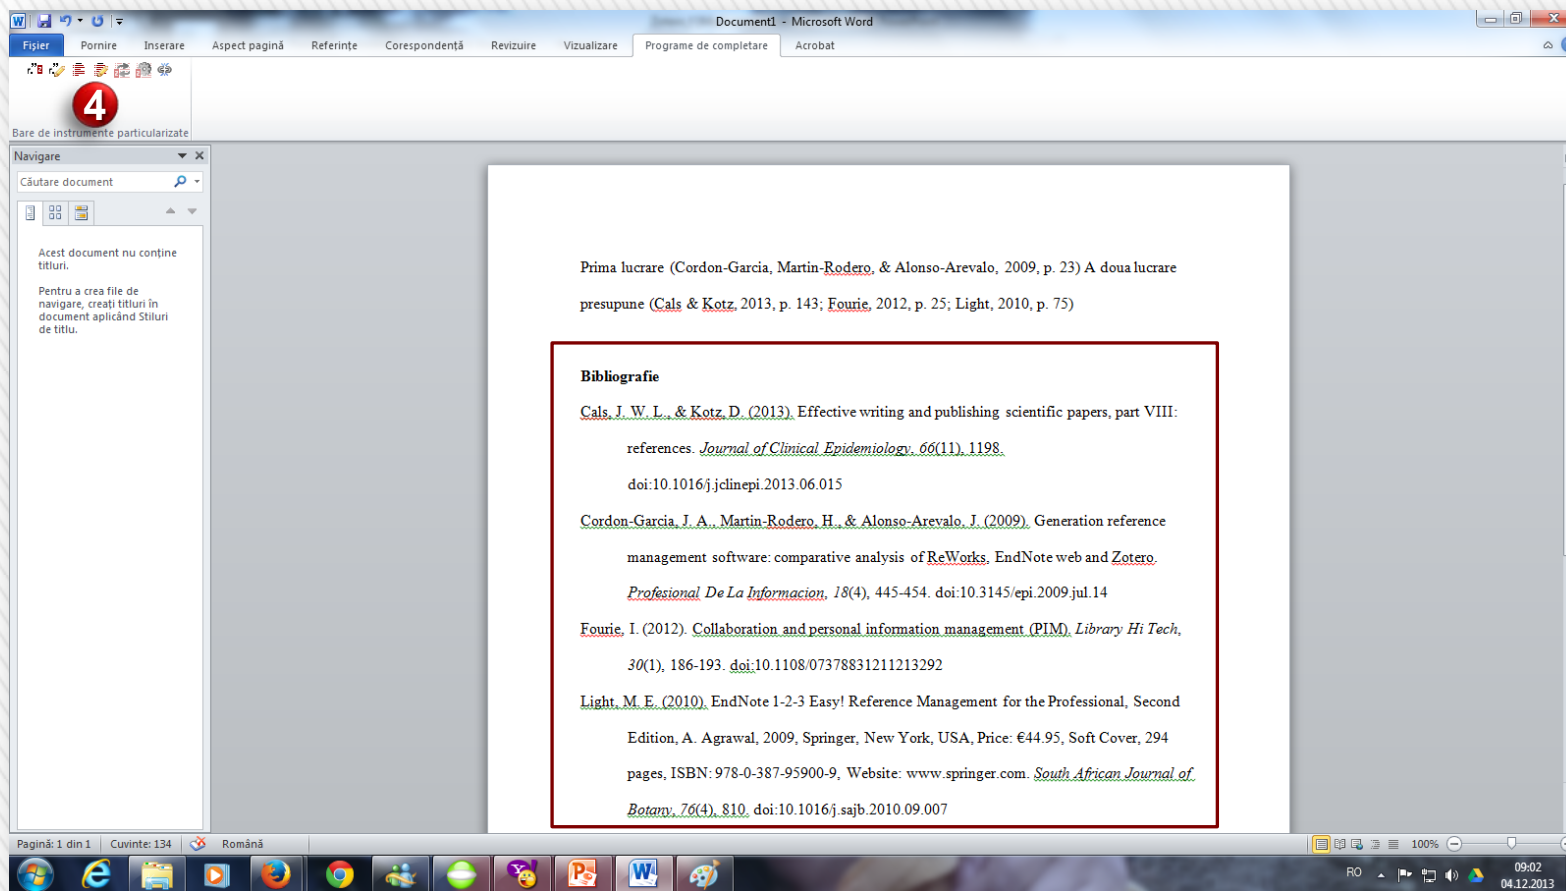 Document1 - Microsoft Word
Fișier Pornire Inserare Aspect pagină Referințe Corespondență Revizuire Vizualizare Programe de completare Acrobat
4
Bare de instrumente particularizate
Navigare
Căutare document
Acest document nu conține
titluri.
Pentru a crea file de
navigare, creați titluri în
document aplicând Stiluri
de titlu.
Prima lucrare (Cordon-Garcia, Martin-Rodero, & Alonso-Arevalo, 2009, p. 23) A doua lucrare
presupune (Cals & Kotz, 2013, p. 143; Fourie, 2012, p. 25; Light, 2010, p. 75)
Bibliografie
Cals, J. W. L., & Kotz, D. (2013). Effective writing and publishing scientific papers, part VIII:
references. Journal of Clinical Epidemiology, 66(11), 1198.
doi:10.1016/j.jclinepi.2013.06.015
Cordon-Garcia, J. A., Martin-Rodero, H., & Alonso-Arevalo, J. (2009). Generation reference
management software: comparative analysis of ReWorks, EndNote web and Zotero.
Profesional De La Informacion, 18(4), 445-454. doi:10.3145/epi.2009.jul.14
Fourie, I. (2012). Collaboration and personal information management (PIM). Library Hi Tech,
30(1), 186-193. doi:10.1108/07378831211213292
Light, M. E. (2010). EndNote 1-2-3 Easy! Reference Management for the Professional, Second
Edition, A. Agrawal, 2009, Springer, New York, USA, Price: €44.95, Soft Cover, 294
pages, ISBN: 978-0-387-95900-9, Website: www.springer.com. South African Journal of
Botany, 76(4), 810. doi:10.1016/j.sajb.2010.09.007
Pagină: 1 din 1 Cuvinte: 134 Română 100%
RO 09:02
04.12.2013